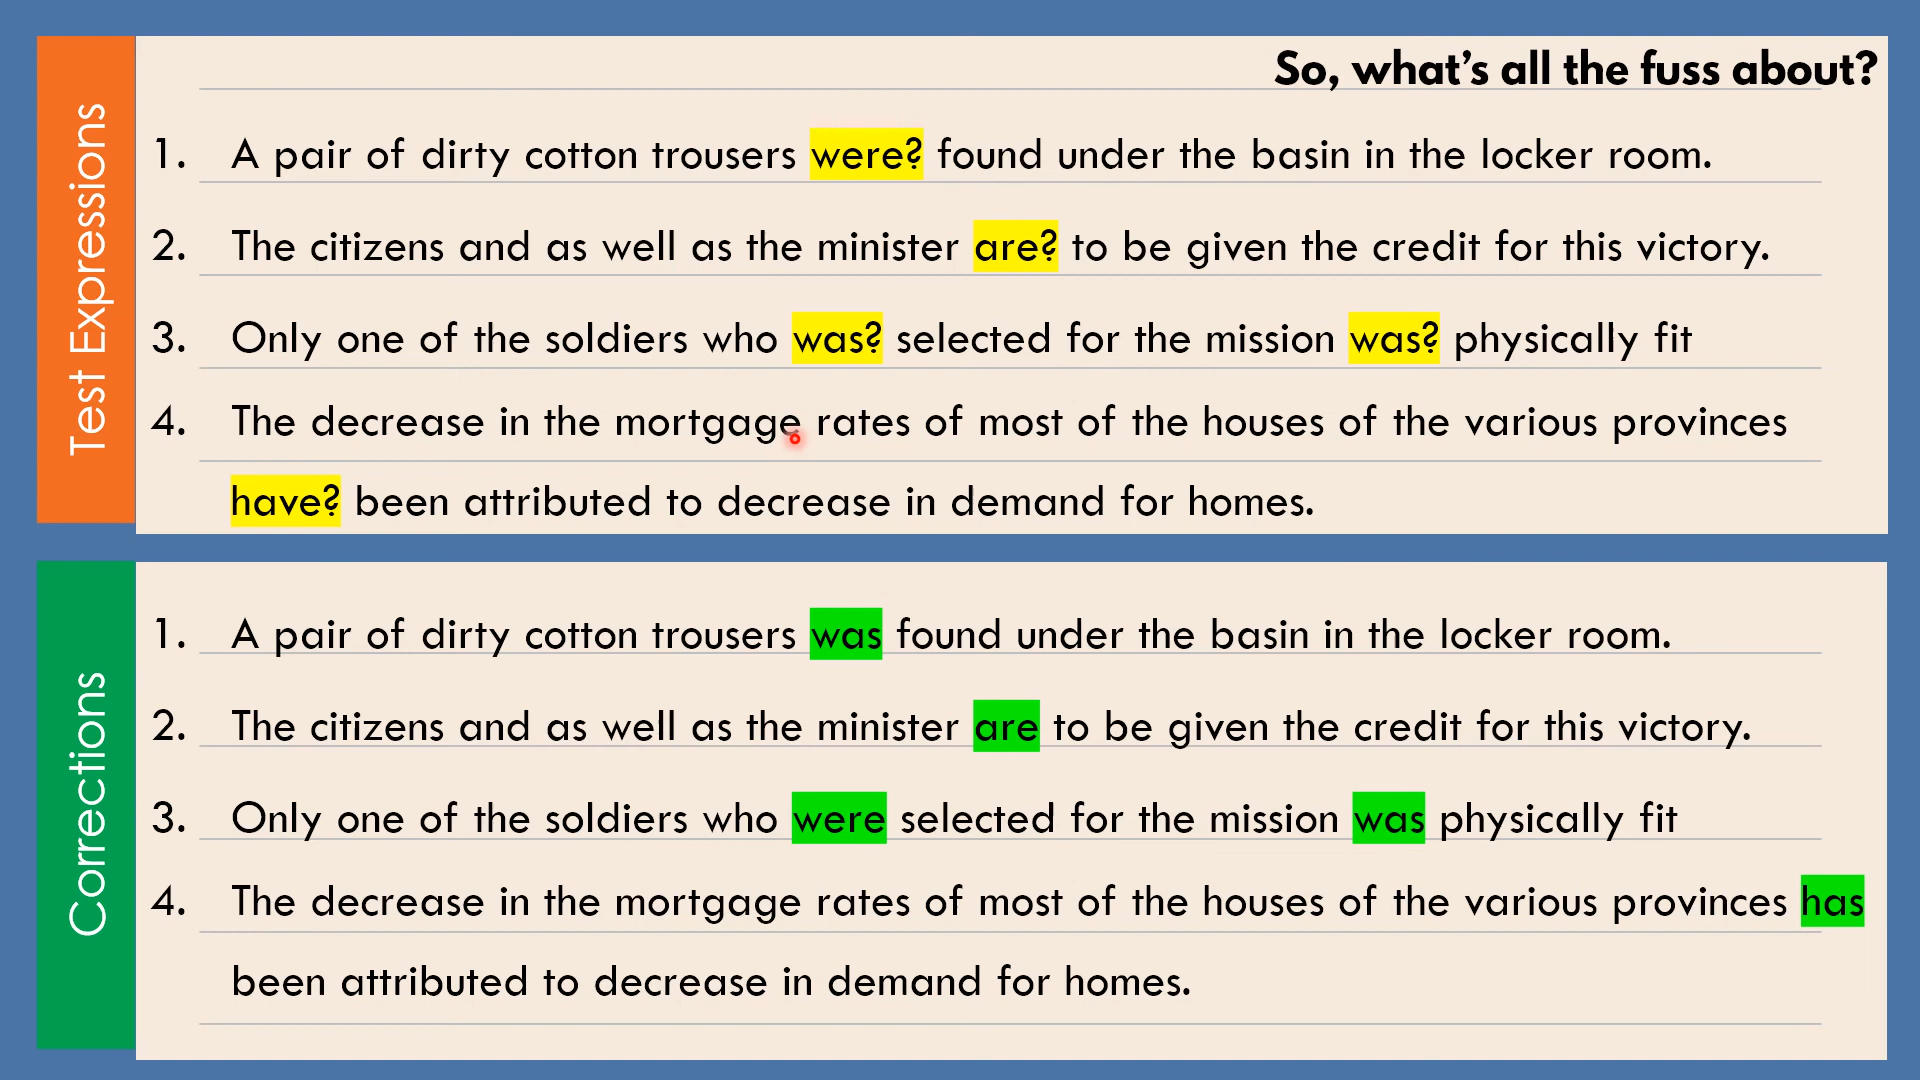 So, what's all the fuss about?
Test Expressions
1. A pair of dirty cotton trousers were? found under the basin in the locker room.
2. The citizens and as well as the minister are? to be given the credit for this victory.
3. Only one of the soldiers who was? selected for the mission was? physically fit
4. The decrease in the mortgage rates of most of the houses of the various provinces
have? been attributed to decrease in demand for homes.
Corrections
1. A pair of dirty cotton trousers was found under the basin in the locker room.
2. The citizens and as well as the minister are to be given the credit for this victory.
3. Only one of the soldiers who were selected for the mission was physically fit
4. The decrease in the mortgage rates of most of the houses of the various provinces has
been attributed to decrease in demand for homes.